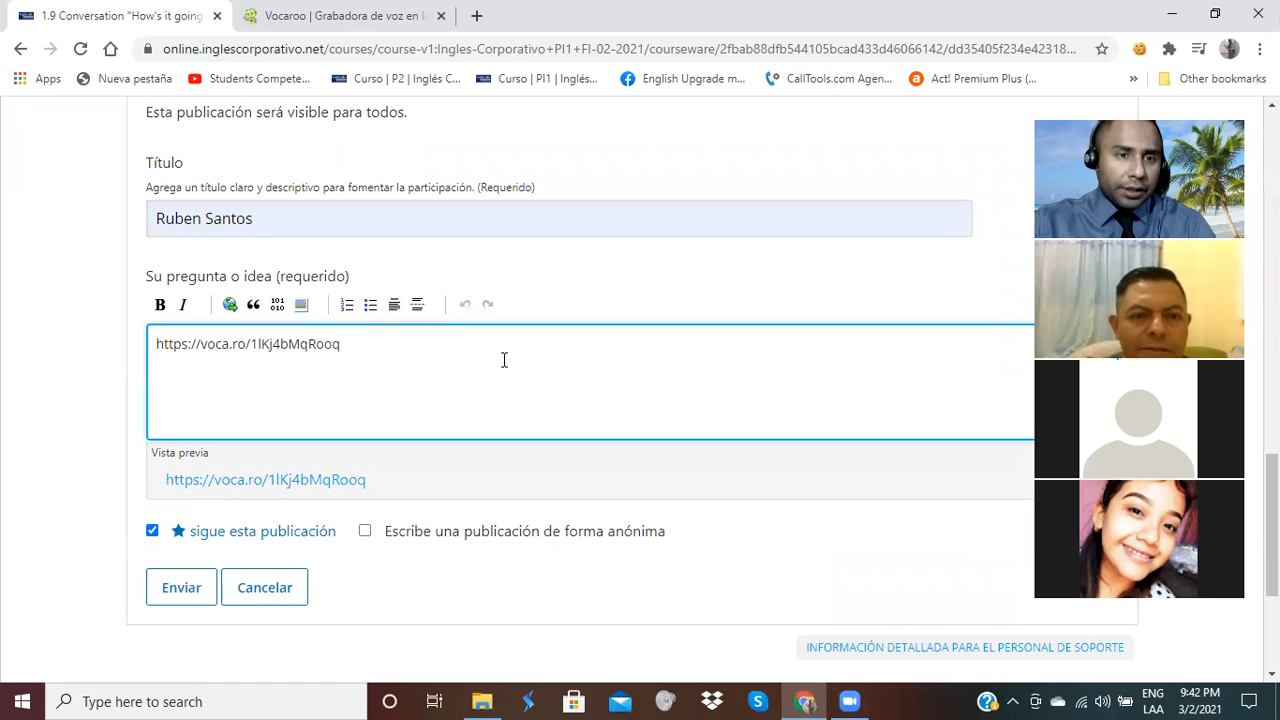 1.9 Conversation "How's it going
Vocaroo | Grabadora de voz en lí
online.inglescorporativo.net/courses/course-v1:Ingles-Corporativo+PI1+FI-02-2021/courseware/2fbab88dfb544105bcad433d46066142/dd35405f234e42318...
Apps
Nueva pestaña
Students Compete...
Curso | P2 | Inglés C...
Curso | PI1 | Inglés...
English Upgrade m...
CallTools.com Agen...
Act! Premium Plus (...
»
Other bookmarks
Esta publicación será visible para todos.
Título
Agrega un título claro y descriptivo para fomentar la participación. (Requerido)
Ruben Santos
Su pregunta o idea (requerido)
B I
https://voca.ro/1lKj4bMqRooq
Vista previa
https://voca.ro/1lKj4bMqRooq
sigue esta publicación
Escribe una publicación de forma anónima
Enviar
Cancelar
INFORMACIÓN DETALLADA PARA EL PERSONAL DE SOPORTE
Type here to search
ENG
LAA
9:42 PM
3/2/2021